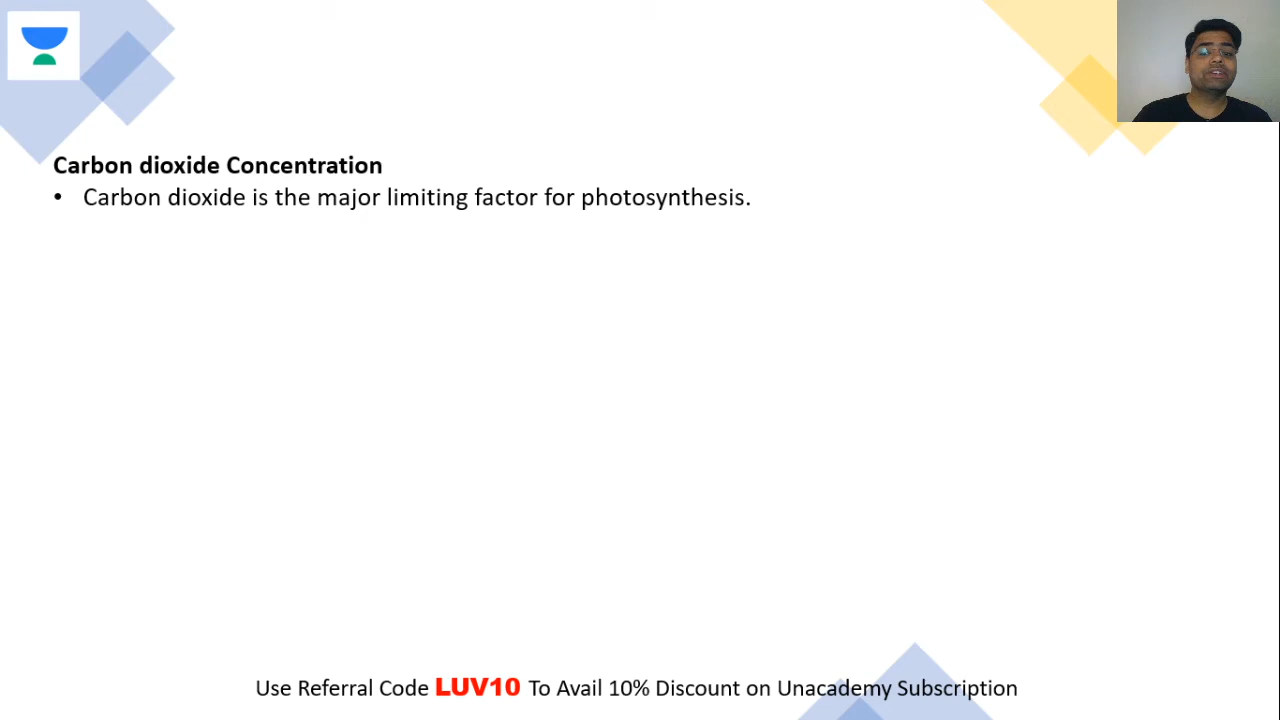 Carbon dioxide Concentration
• Carbon dioxide is the major limiting factor for photosynthesis.
Use Referral Code LUV10 To Avail 10% Discount on Unacademy Subscription